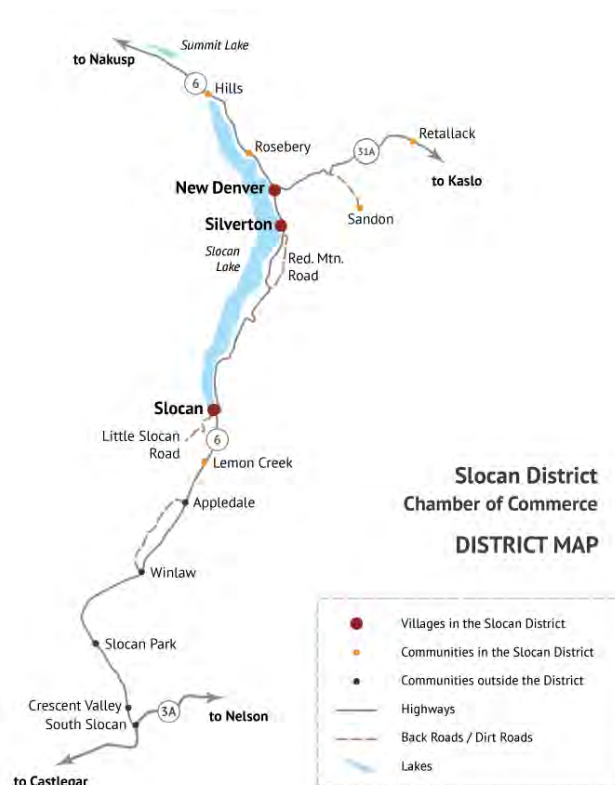 Summit Lake
to Nakusp
6
Hills
Retallack
Rosebery
31A
to Kaslo
New Denver
Sandon
Silverton
Slocan
Lake
Red. Mtn.
Road
Slocan
Little Slocan
Road
6
Lemon Creek
Slocan District
Chamber of Commerce
DISTRICT MAP
Appledale
Winlaw
Villages in the Slocan District
Communities in the Slocan District
Communities outside the District
Highways
Back Roads / Dirt Roads
Lakes
Slocan Park
Crescent Valley
South Slocan
3A
to Nelson
to Castlegar